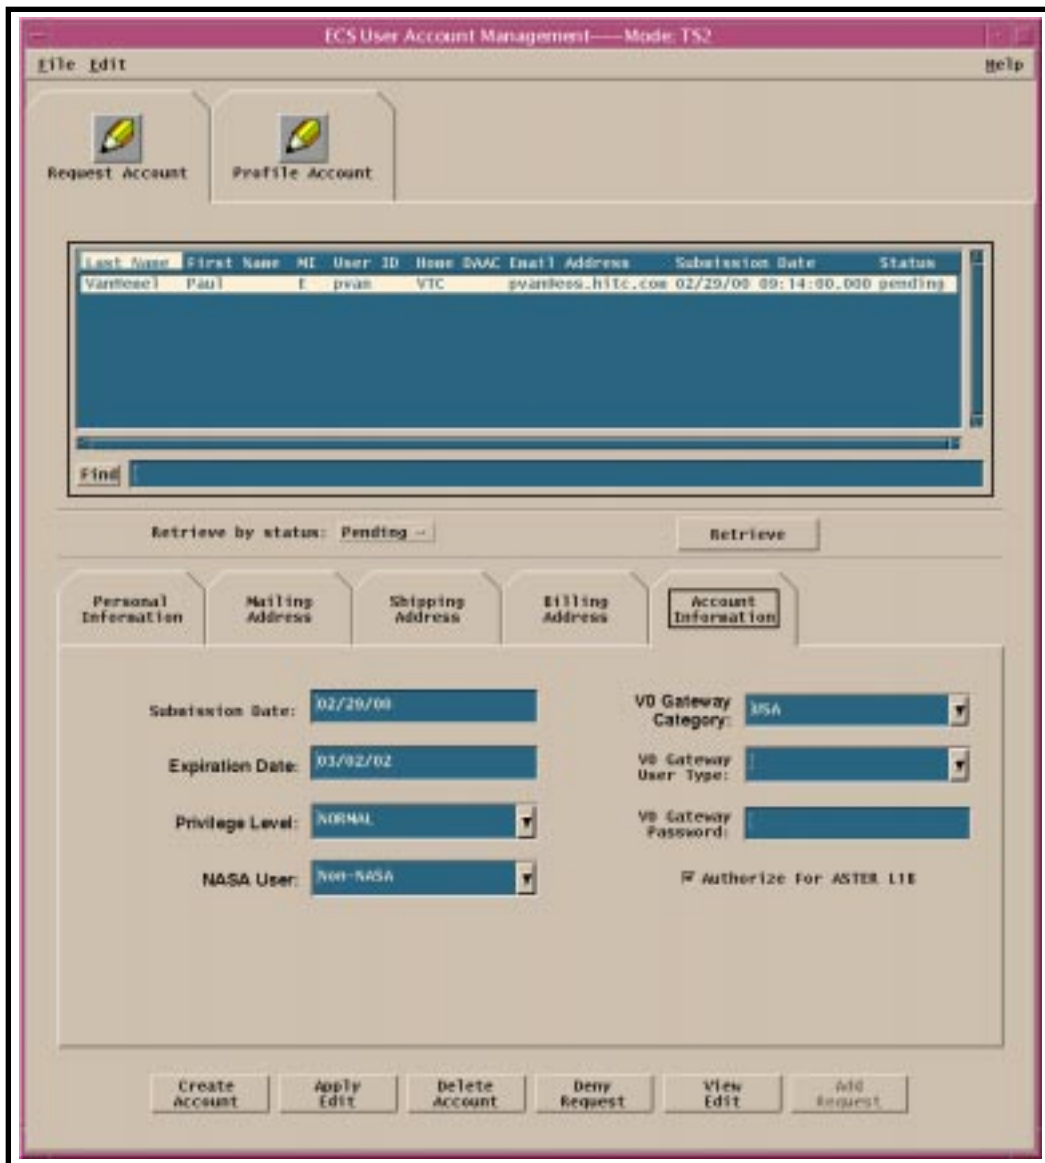 ECS User Account Management-----Mode: TS2
File Edit Help
Request Account Profile Account
Last Name First Name MI User ID Home DAAC Email Address Submission Date Status
VanHemel Paul E pvan VTC pvan@eos.hitc.com 02/29/00 09:14:00.000 pending
Find
Retrieve by status: Pending Retrieve
Personal Information
Mailing Address
Shipping Address
Billing Address
Account Information
Submission Date: 02/29/00
V0 Gateway Category: USA
Expiration Date: 03/02/02
V0 Gateway User Type:
Privilege Level: NORMAL
V0 Gateway Password:
NASA User: Non-NASA
Authorize For ASTER L1B
Create Account
Apply Edit
Delete Account
Deny Request
View Edit
Add Request